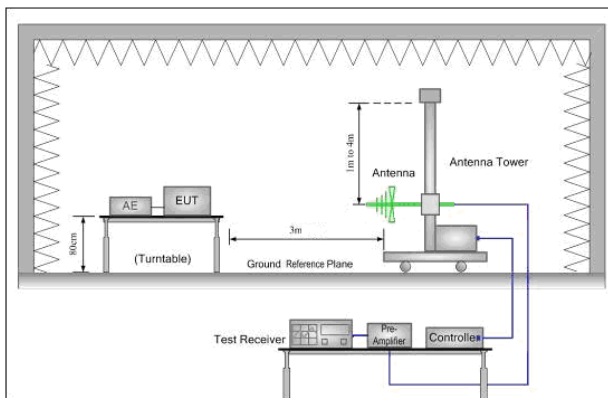 1m to 4m
Antenna
Antenna Tower
AE
EUT
3m
80cm
(Turntable)
Ground Reference Plane
Test Receiver
Pre-
Amplifier
Controller